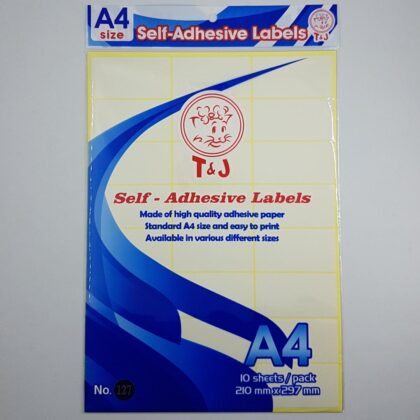 A4
size
Self-Adhesive Labels
T&J
T&J
Self - Adhesive Labels
Made of high quality adhesive paper
Standard A4 size and easy to print
Available in various different sizes
A4
10 sheets / pack
210 mm x 297 mm
No. 127